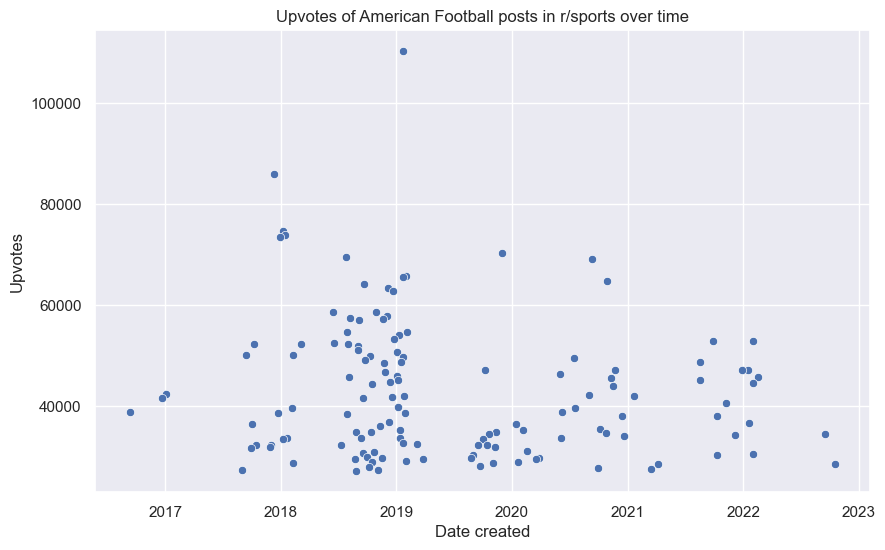 Upvotes of American Football posts in r/sports over time
100000
80000
60000
40000
Upvotes
2017 2018 2019 2020 2021 2022 2023
Date created